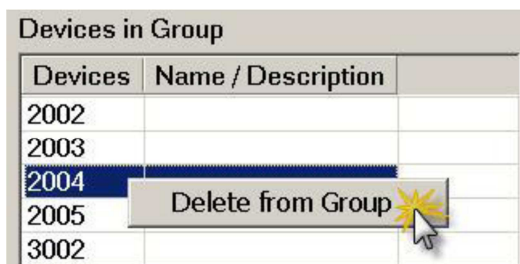 Devices in Group
Devices Name / Description
2002
2003
2004
Delete from Group
2005
3002